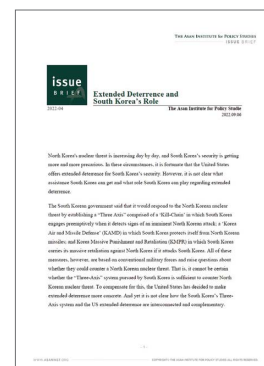 THE ASAN INSTITUTE FOR POLICY STUDIES
ISSUE BRIEF
issue
BRIEF
Extended Deterrence and
South Korea's Role
2022-04
The Asan Institute for Policy Studie
2022.09.06
North Korea's nuclear threat is increasing day by day, and South Korea's security is getting
more and more precarious. In these circumstances, it is fortunate that the United States
offers extended deterrence for South Korea's security. However, it is not clear what
assistance South Korea can get and what role South Korea can play regarding extended
deterrence.
The South Korean government said that it would respond to the North Korean nuclear
threat by establishing a "Three Axis" comprised of a 'Kill-Chain' in which South Korea
engages preemptively when it detects signs of an imminent North Korean attack; a 'Korea
Air and Missile Defense' (KAMD) in which South Korea protects itself from North Korean
missiles; and Korea Massive Punishment and Retaliation (KMPR) in which South Korea
carries its massive retaliation against North Korea if it attacks South Korea. All of these
measures, however, are based on conventional military forces and raise questions about
whether they could counter a North Korean nuclear threat. That is, it cannot be certain
whether the "Three-Axis" system pursued by South Korea is sufficient to counter North
Korean nuclear threat. To compensate for this, the United States has decided to make
extended deterrence more concrete. And yet it is not clear how the South Korea's Three-
Axis system and the US extended deterrence are interconnected and complementary.